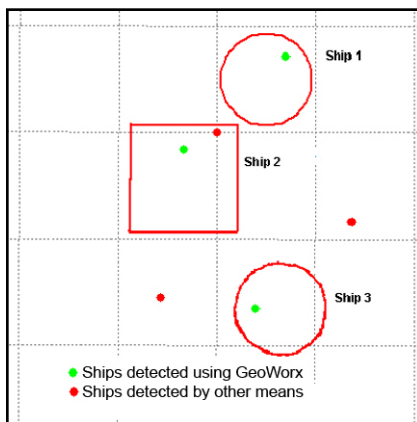 Ship 1
Ship 2
Ship 3
Ships detected using GeoWorx
Ships detected by other means